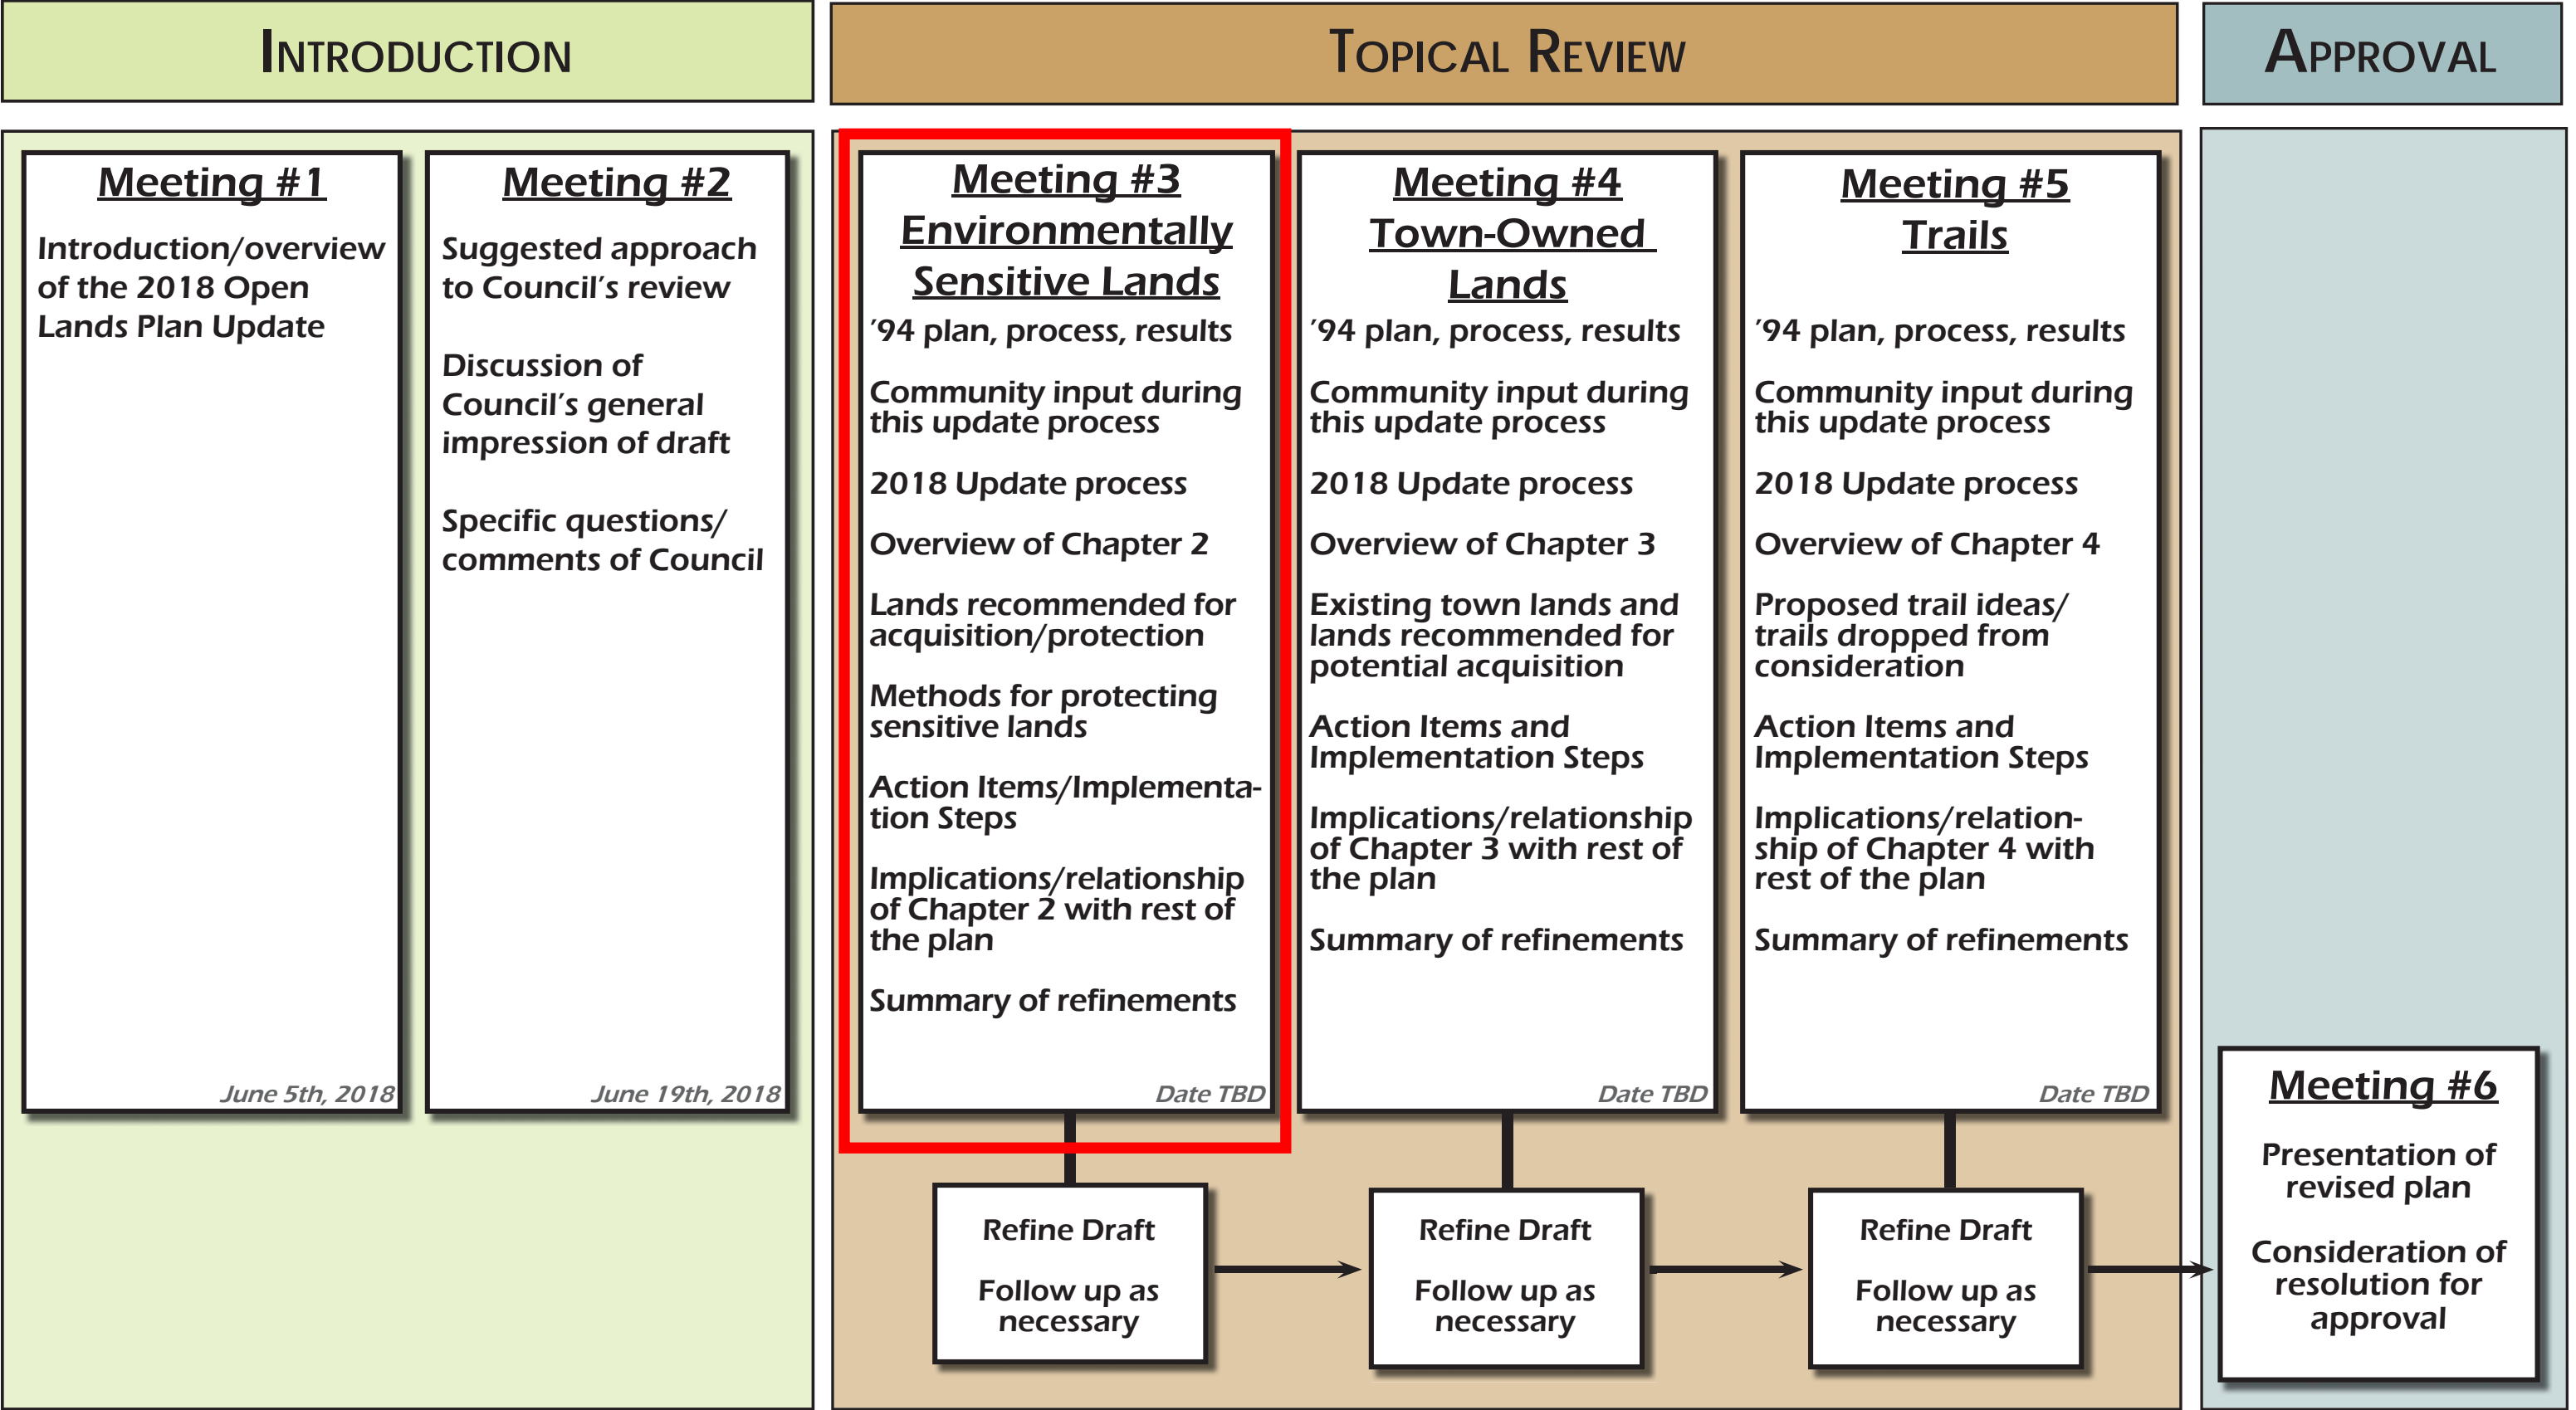 INTRODUCTION
TOPICAL REVIEW
APPROVAL
Meeting #1
Introduction/overview
of the 2018 Open
Lands Plan Update
June 5th, 2018
Meeting #2
Suggested approach
to Council's review
Discussion of
Council's general
impression of draft
Specific questions/
comments of Council
June 19th, 2018
Meeting #3
Environmentally
Sensitive Lands
'94 plan, process, results
Community input during
this update process
2018 Update process
Overview of Chapter 2
Lands recommended for
acquisition/protection
Methods for protecting
sensitive lands
Action Items/Implementa-
tion Steps
Implications/relationship
of Chapter 2 with rest of
the plan
Summary of refinements
Date TBD
Meeting #4
Town-Owned
Lands
'94 plan, process, results
Community input during
this update process
2018 Update process
Overview of Chapter 3
Existing town lands and
lands recommended for
potential acquisition
Action Items and
Implementation Steps
Implications/relationship
of Chapter 3 with rest of
the plan
Summary of refinements
Date TBD
Meeting #5
Trails
'94 plan, process, results
Community input during
this update process
2018 Update process
Overview of Chapter 4
Proposed trail ideas/
trails dropped from
consideration
Action Items and
Implementation Steps
Implications/relation-
ship of Chapter 4 with
rest of the plan
Summary of refinements
Date TBD
Refine Draft
Follow up as
necessary
Refine Draft
Follow up as
necessary
Refine Draft
Follow up as
necessary
Meeting #6
Presentation of
revised plan
Consideration of
resolution for
approval